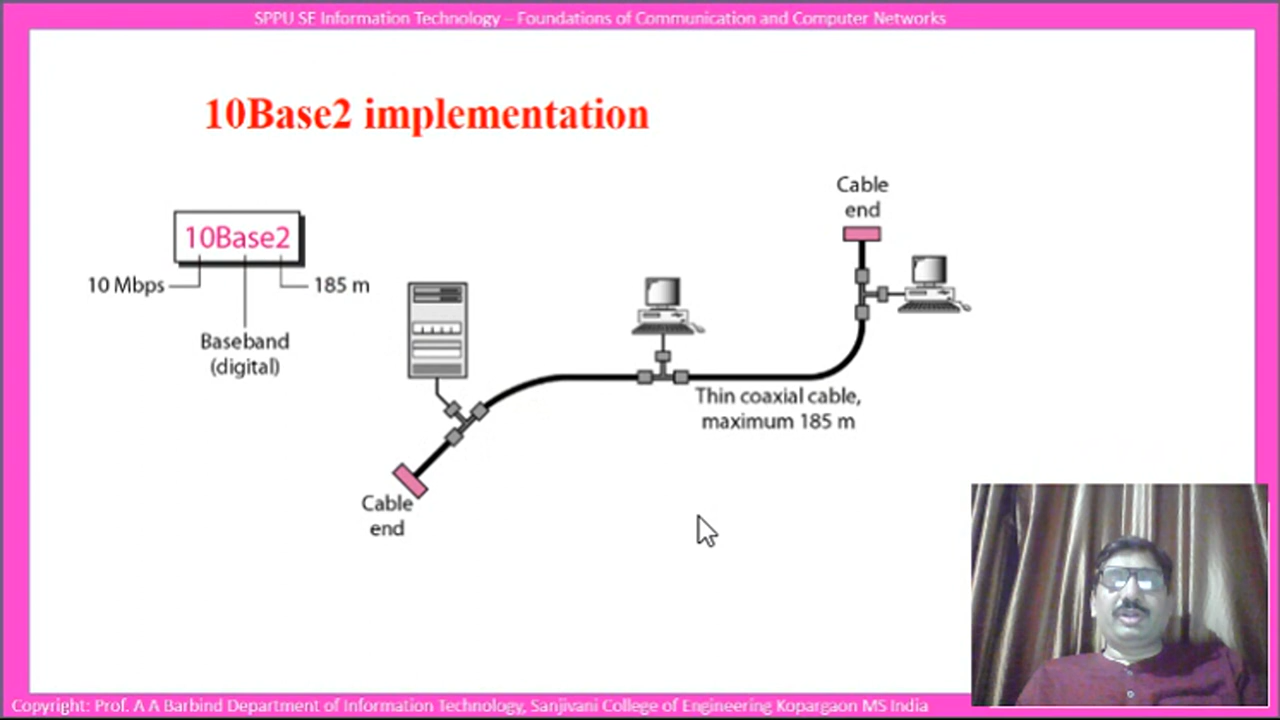 SPPU SE Information Technology – Foundations of Communication and Computer Networks
10Base2 implementation
Cable
end
10Base2
10 Mbps
185 m
Baseband
(digital)
Thin coaxial cable,
maximum 185 m
Cable
end
Copyright: Prof. A A Barbind Department of Information Technology, Sanjivani College of Engineering Kopargaon MS India